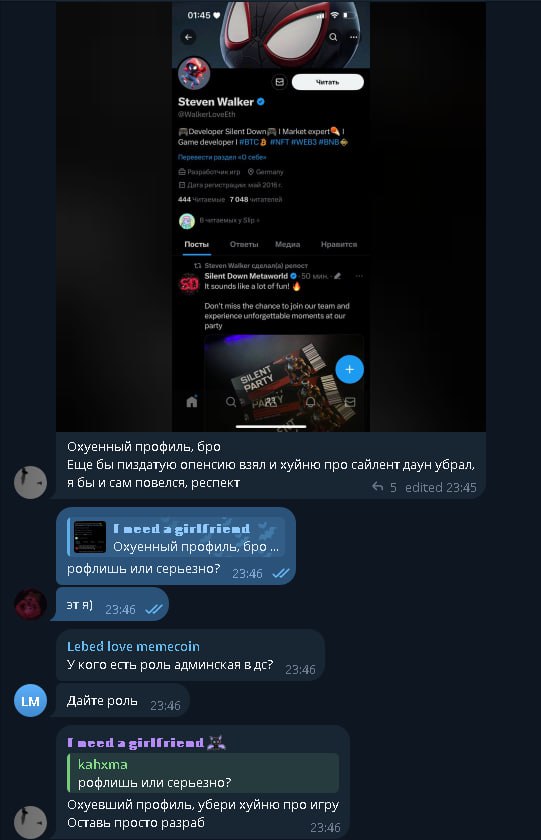 01:45
Читать
Steven Walker
@WalkerLoveEth
Developer Silent Down I Market expert I
Game developer I #BTC #NFT #WEB3 #BNB
Перевести раздел «О себе»
Разработчик игр Germany
Дата регистрации: май 2016 г.
444 Читаемые 7 048 читателей
В читаемых у Slip
Посты Ответы Медиа Нравится
Steven Walker сделал(а) репост
Silent Down Metaworld · 50 мин.
It sounds like a lot of fun! 🔥
Don't miss the chance to join our team and
experience unforgettable moments at our
party
SILENT
PARTY
SILENT
PARTY
Охуенный профиль, бро
Еще бы пиздатую опенсию взял и хуйню про сайлент даун убрал,
я бы и сам повелся, респект
5 edited 23:45
I need a girlfriend
Охуенный профиль, бро ...
рофлишь или серьезно? 23:46
эт я) 23:46
Lebed love memecoin
У кого есть роль админская в дс? 23:46
LM
Дайте роль 23:46
I need a girlfriend
kahxma
рофлишь или серьезно?
Охуевший профиль, убери хуйню про игру
Оставь просто разраб 23:46